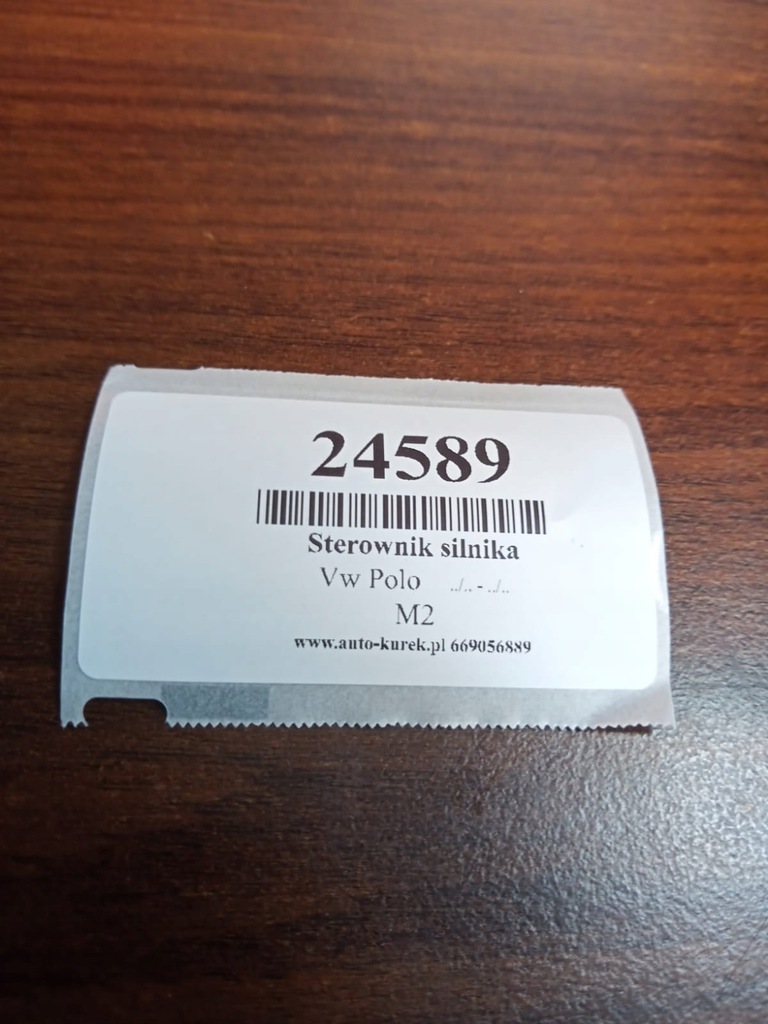 24589
Sterownik silnika
Vw Polo ../.. - ../..
M2
www.auto-kurek.pl 669056889